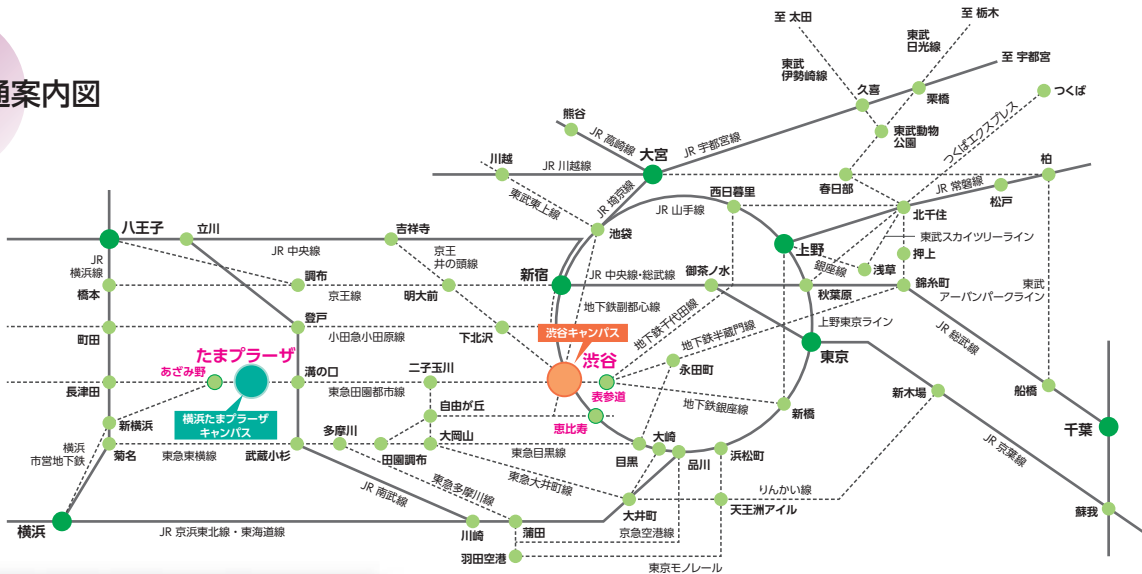 通案内図
至 太田
至 栃木
東武
日光線
東武
伊勢崎線
至 宇都宮
久喜
栗橋
つくば
熊谷
JR 高崎線
大宮
JR 宇都宮線
東武動物
公園
つくばエクスプレス
柏
川越
JR 川越線
東武東上線
JR 埼京線
春日部
JR 常磐線
松戸
西日暮里
JR 山手線
北千住
八王子
立川
吉祥寺
池袋
上野
東武スカイツリーライン
JR
横浜線
JR 中央線
京王
井の頭線
新宿
JR 中央線・総武線
御茶ノ水
銀座線
浅草
押上
橋本
調布
京王線
明大前
地下鉄副都心線
秋葉原
錦糸町
東武
アーバンパークライン
町田
登戸
小田急小田原線
下北沢
渋谷キャンパス
地下鉄千代田線
地下鉄半蔵門線
上野東京ライン
JR 総武線
たまプラーザ
あざみ野
渋谷
東京
長津田
溝の口
東急田園都市線
二子玉川
表参道
永田町
新木場
船橋
横浜たまプラーザ
キャンパス
新横浜
自由が丘
恵比寿
地下鉄銀座線
新橋
千葉
横浜
市営地下鉄
菊名
東急東横線
武蔵小杉
多摩川
田園調布
大岡山
東急目黒線
目黒
大崎
品川
浜松町
JR 京葉線
JR 南武線
東急多摩川線
東急大井町線
りんかい線
大井町
天王洲アイル
蘇我
横浜
JR 京浜東北線・東海道線
川崎
蒲田
京急空港線
羽田空港
東京モノレール